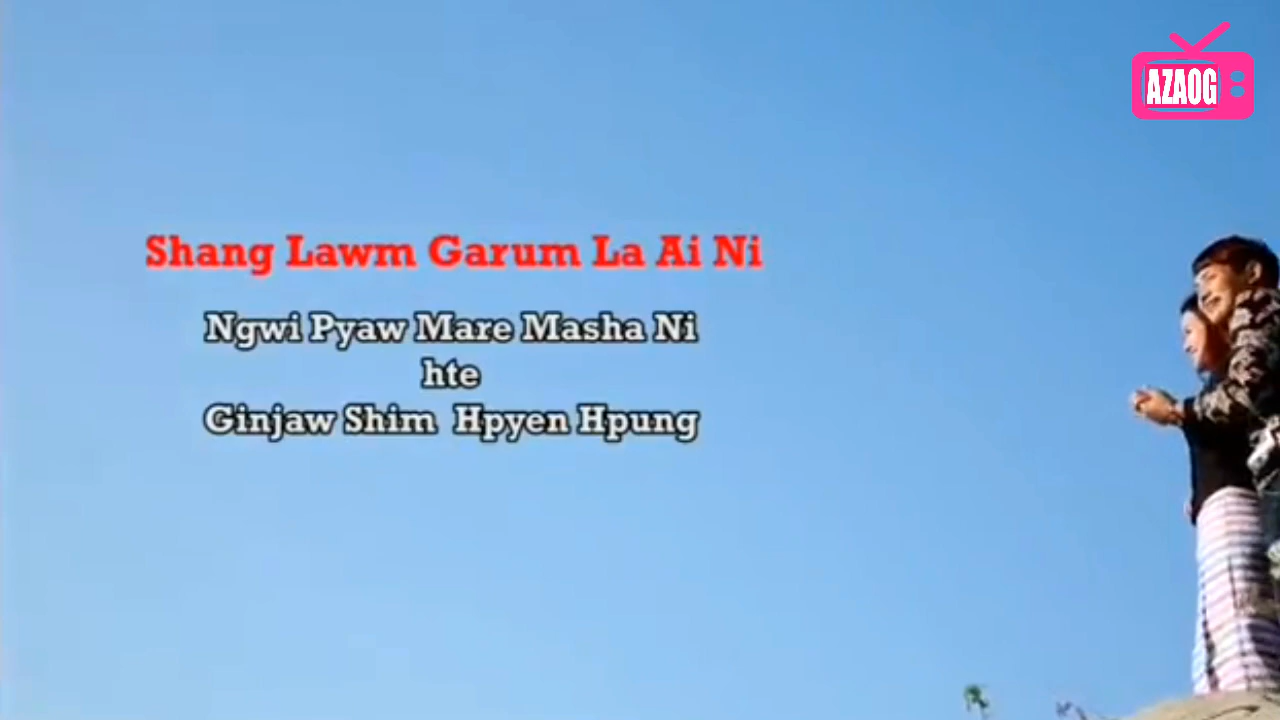 AZAOG
Shang Lawm Garum La Ai Ni
Ngwi Pyaw Mare Masha Ni
hte
Ginjaw Shim Hpyen Hpung